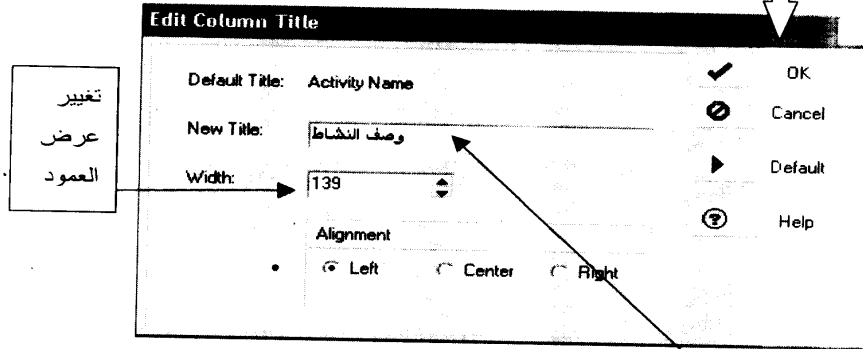 Edit Column Title
Default Title: Activity Name
OK
تغيير
عرض
العمود
New Title: وصف النشاط
Cancel
Width: 139
Default
Alignment
Help
Left Center Right